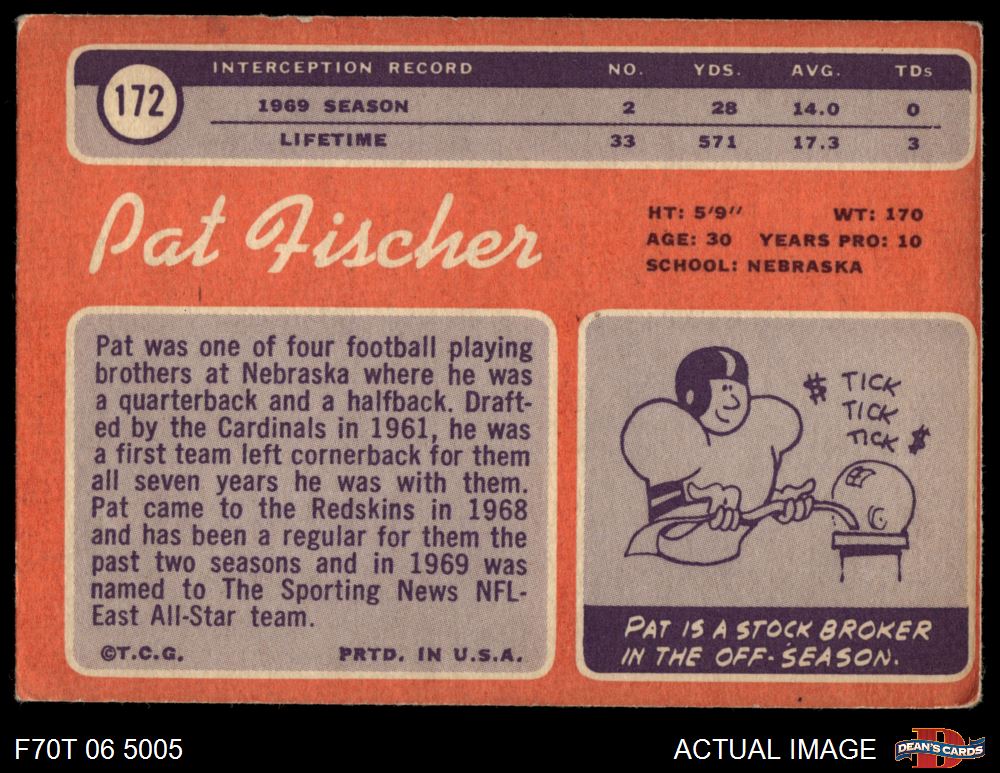 172
INTERCEPTION RECORD NO. YDS. AVG. TDs
1969 SEASON 2 28 14.0 0
LIFETIME 33 571 17.3 3
Pat Fischer
HT: 5'9" WT: 170
AGE: 30 YEARS PRO: 10
SCHOOL: NEBRASKA
Pat was one of four football playing
brothers at Nebraska where he was
a quarterback and a halfback. Draft-
ed by the Cardinals in 1961, he was
a first team left cornerback for them
all seven years he was with them.
Pat came to the Redskins in 1968
and has been a regular for them the
past two seasons and in 1969 was
named to The Sporting News NFL-
East All-Star team.
©T.C.G. PRTD. IN U.S.A.
$ TICK
TICK
TICK $
PAT IS A STOCK BROKER
IN THE OFF-SEASON.
F70T 06 5005
ACTUAL IMAGE
D
DEAN'S CARDS